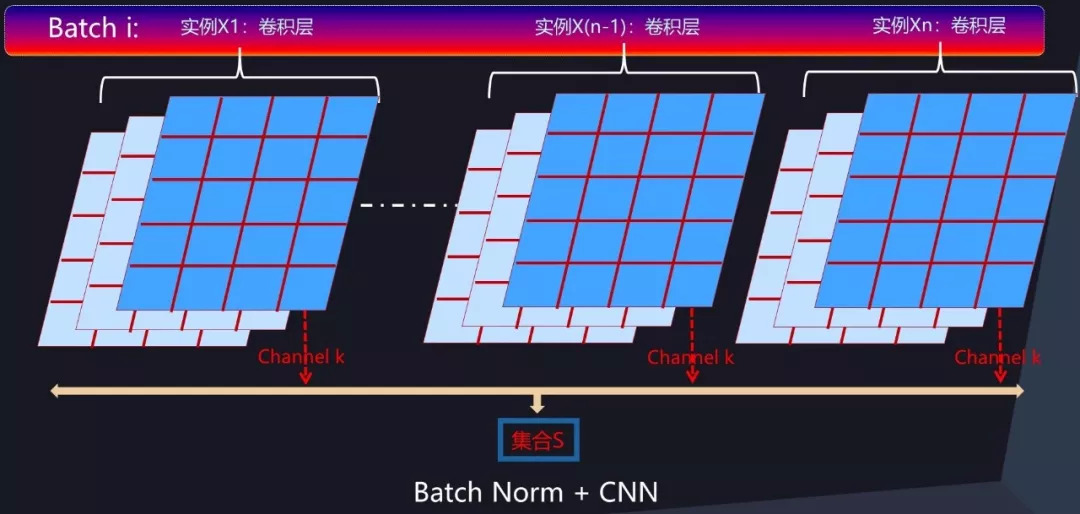 Batch i:
实例X1：卷积层
实例X(n-1)：卷积层
实例Xn：卷积层
Channel k
Channel k
Channel k
集合S
Batch Norm + CNN